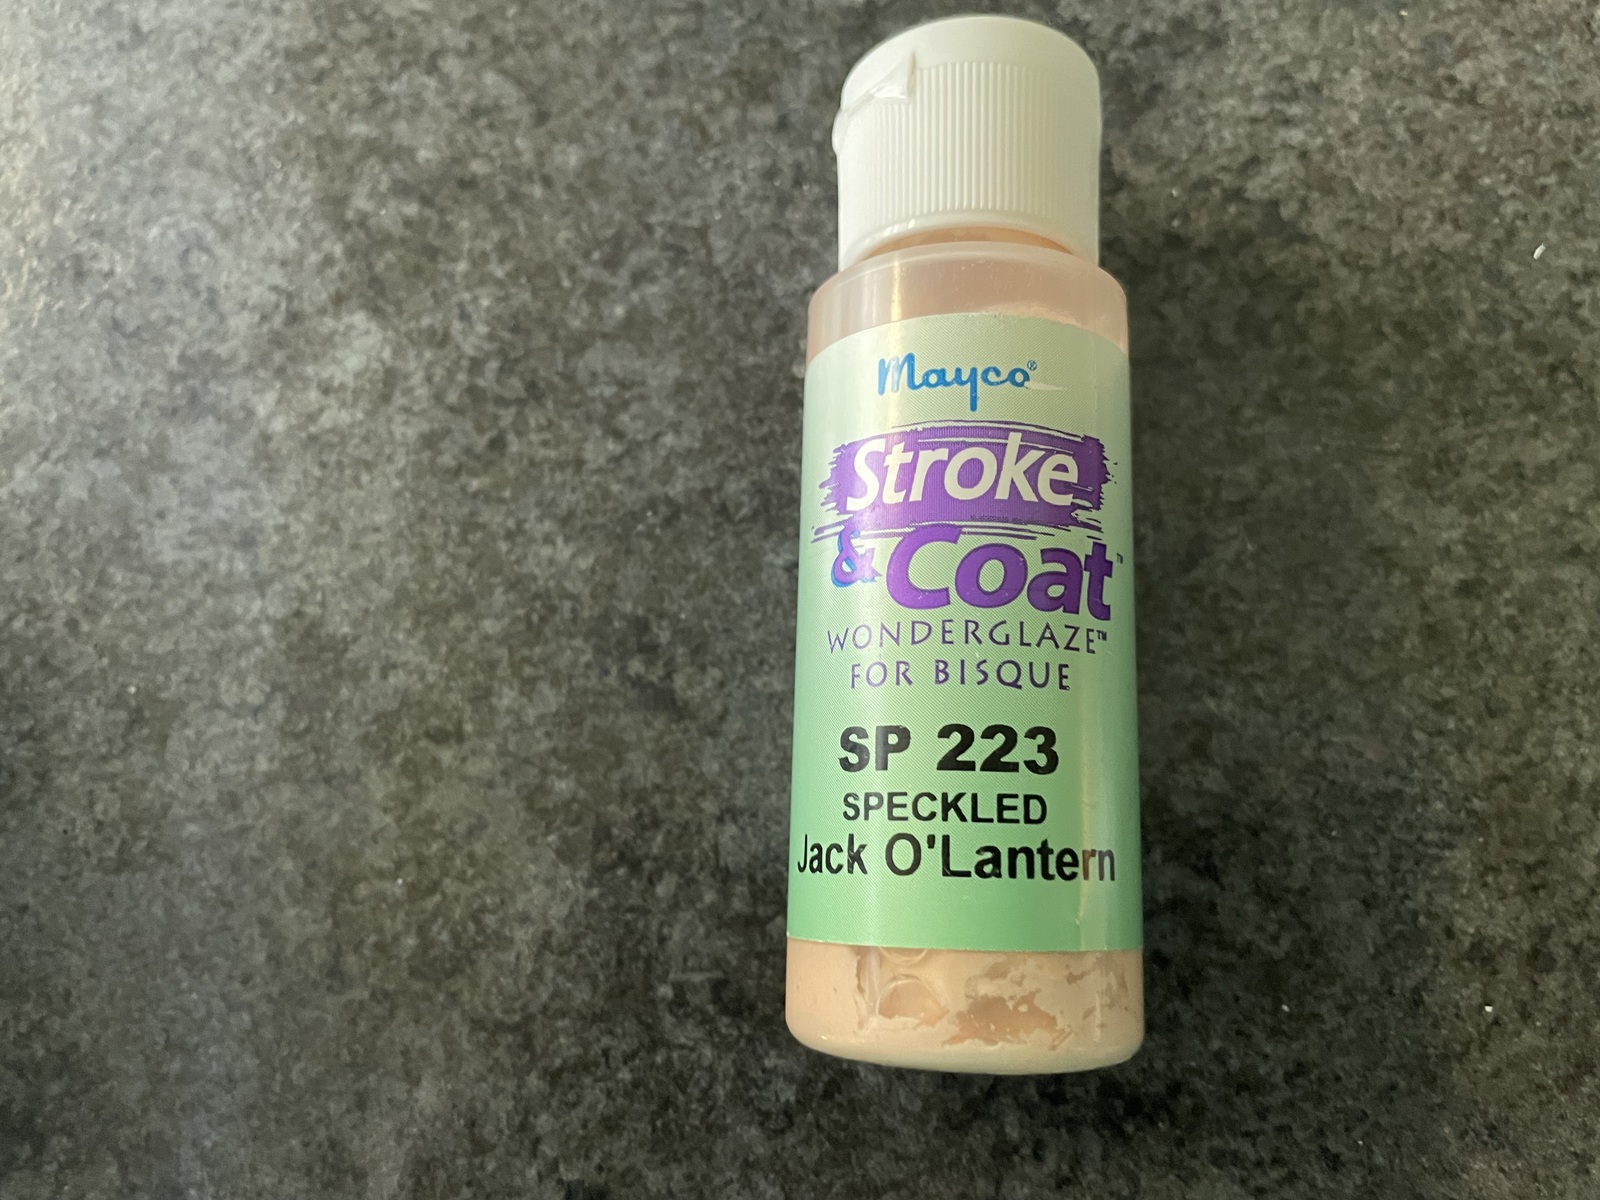 Mayco®
Stroke
& Coat™
WONDERGLAZE™
FOR BISQUE
SP 223
SPECKLED
Jack O'Lantern